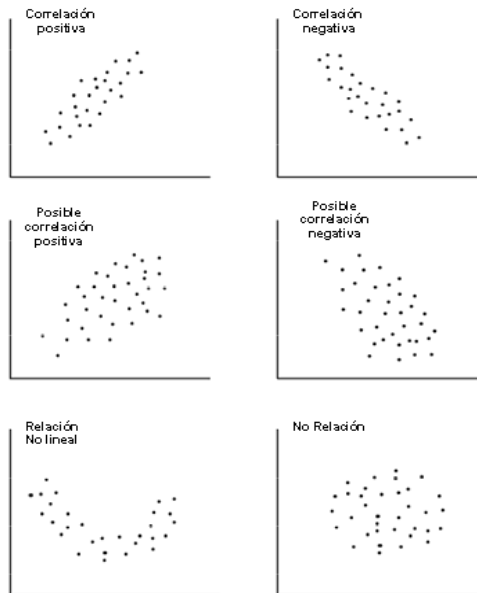 Correlación
positiva
Correlación
negativa
Posible
correlación
positiva
Posible
correlación
negativa
Relación
No lineal
No Relación